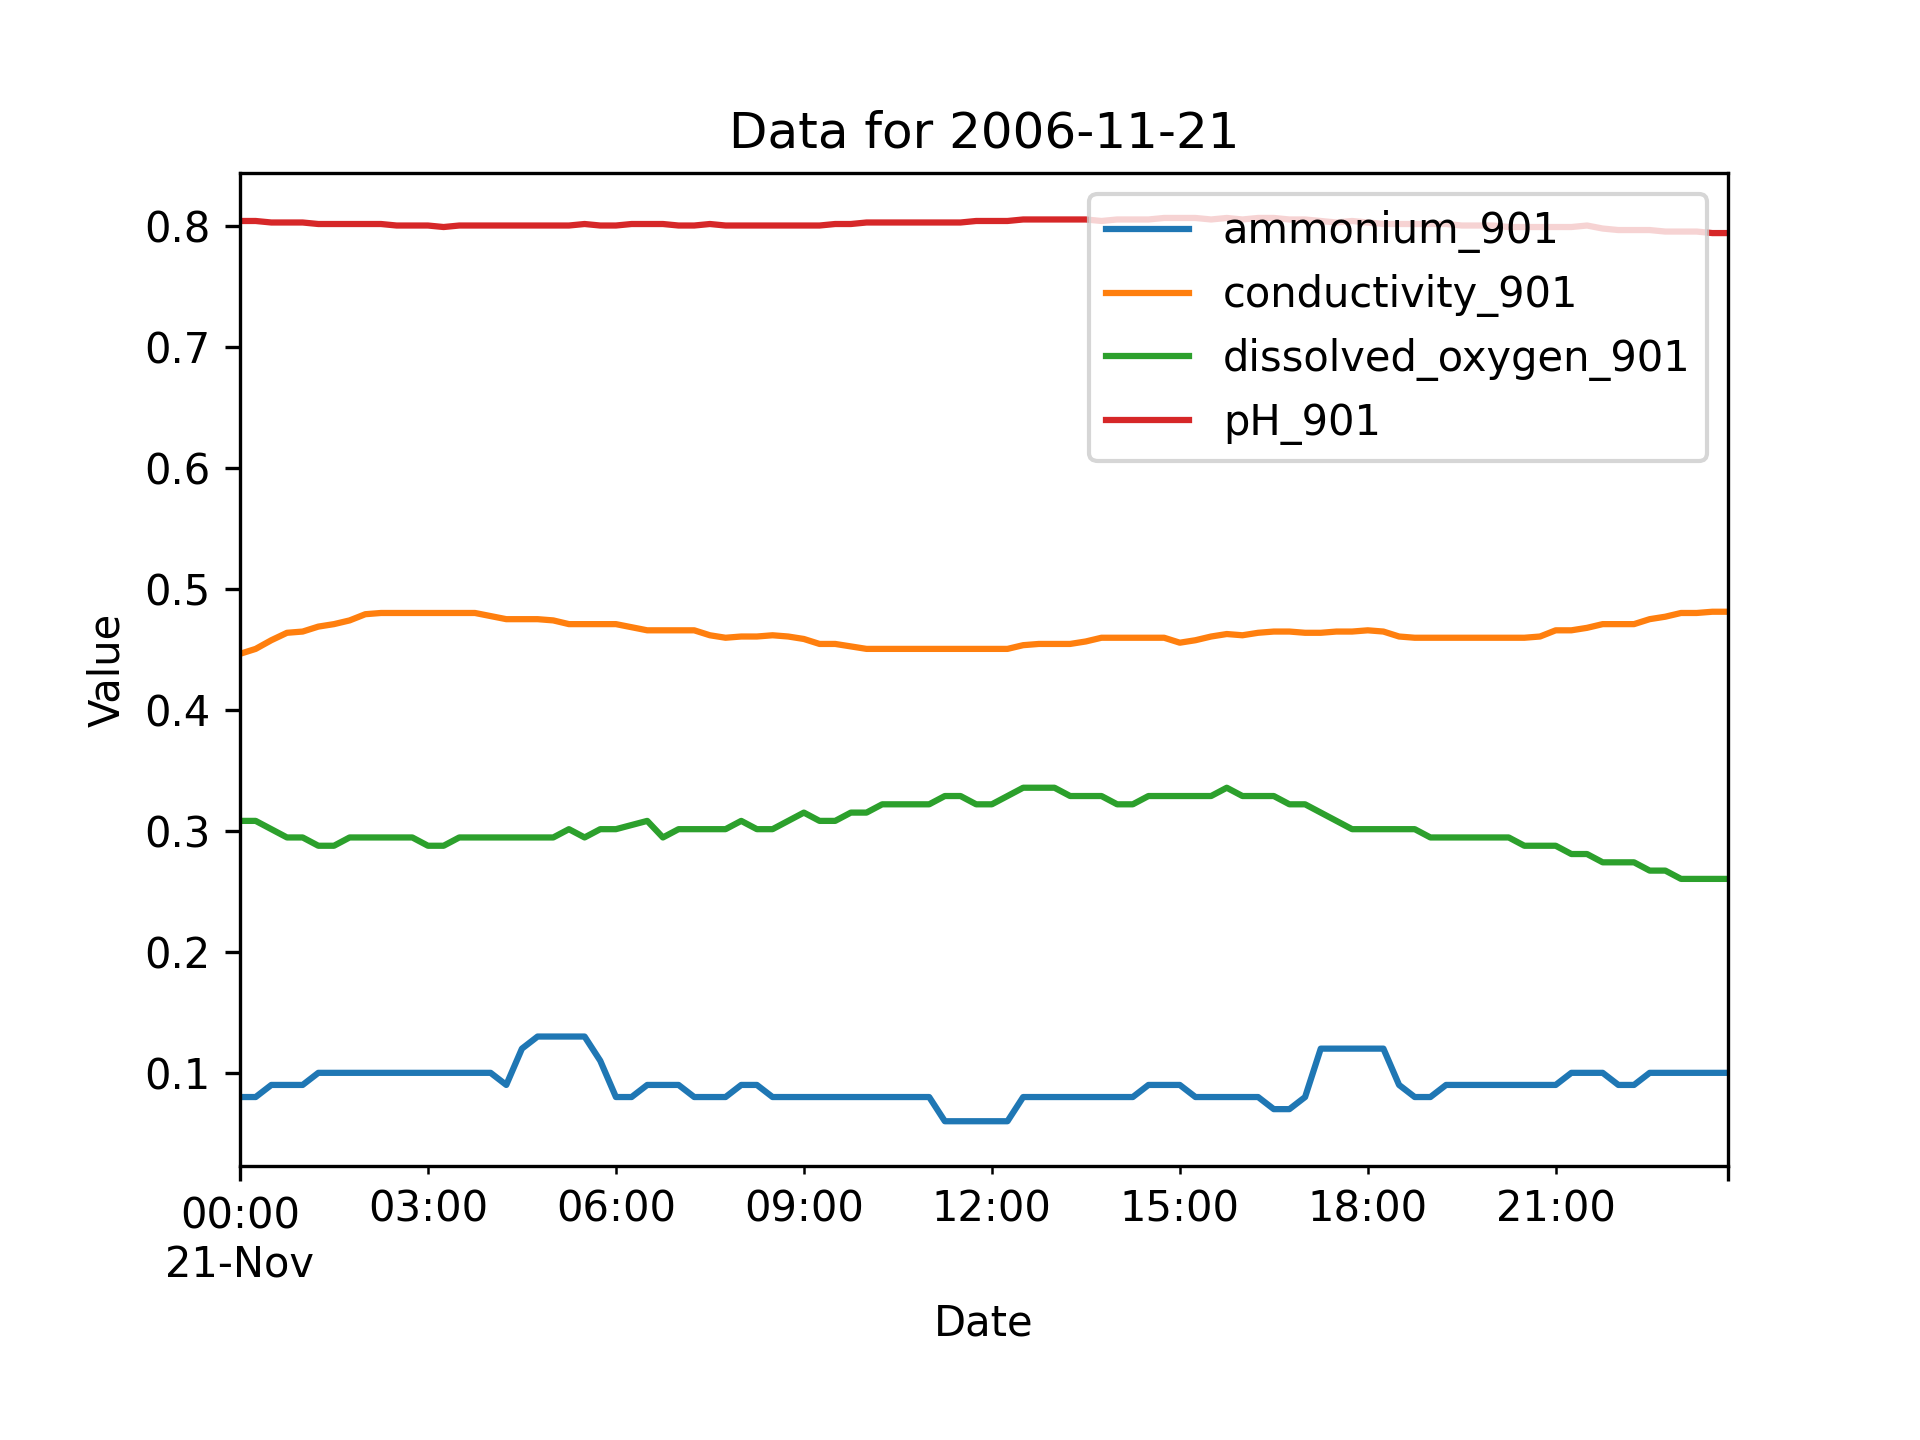 Data for 2006-11-21
ammonium_901
conductivity_901
dissolved_oxygen_901
pH_901
0.8
0.7
0.6
0.5
0.4
0.3
0.2
0.1
Value
00:00 03:00 06:00 09:00 12:00 15:00 18:00 21:00
21-Nov
Date